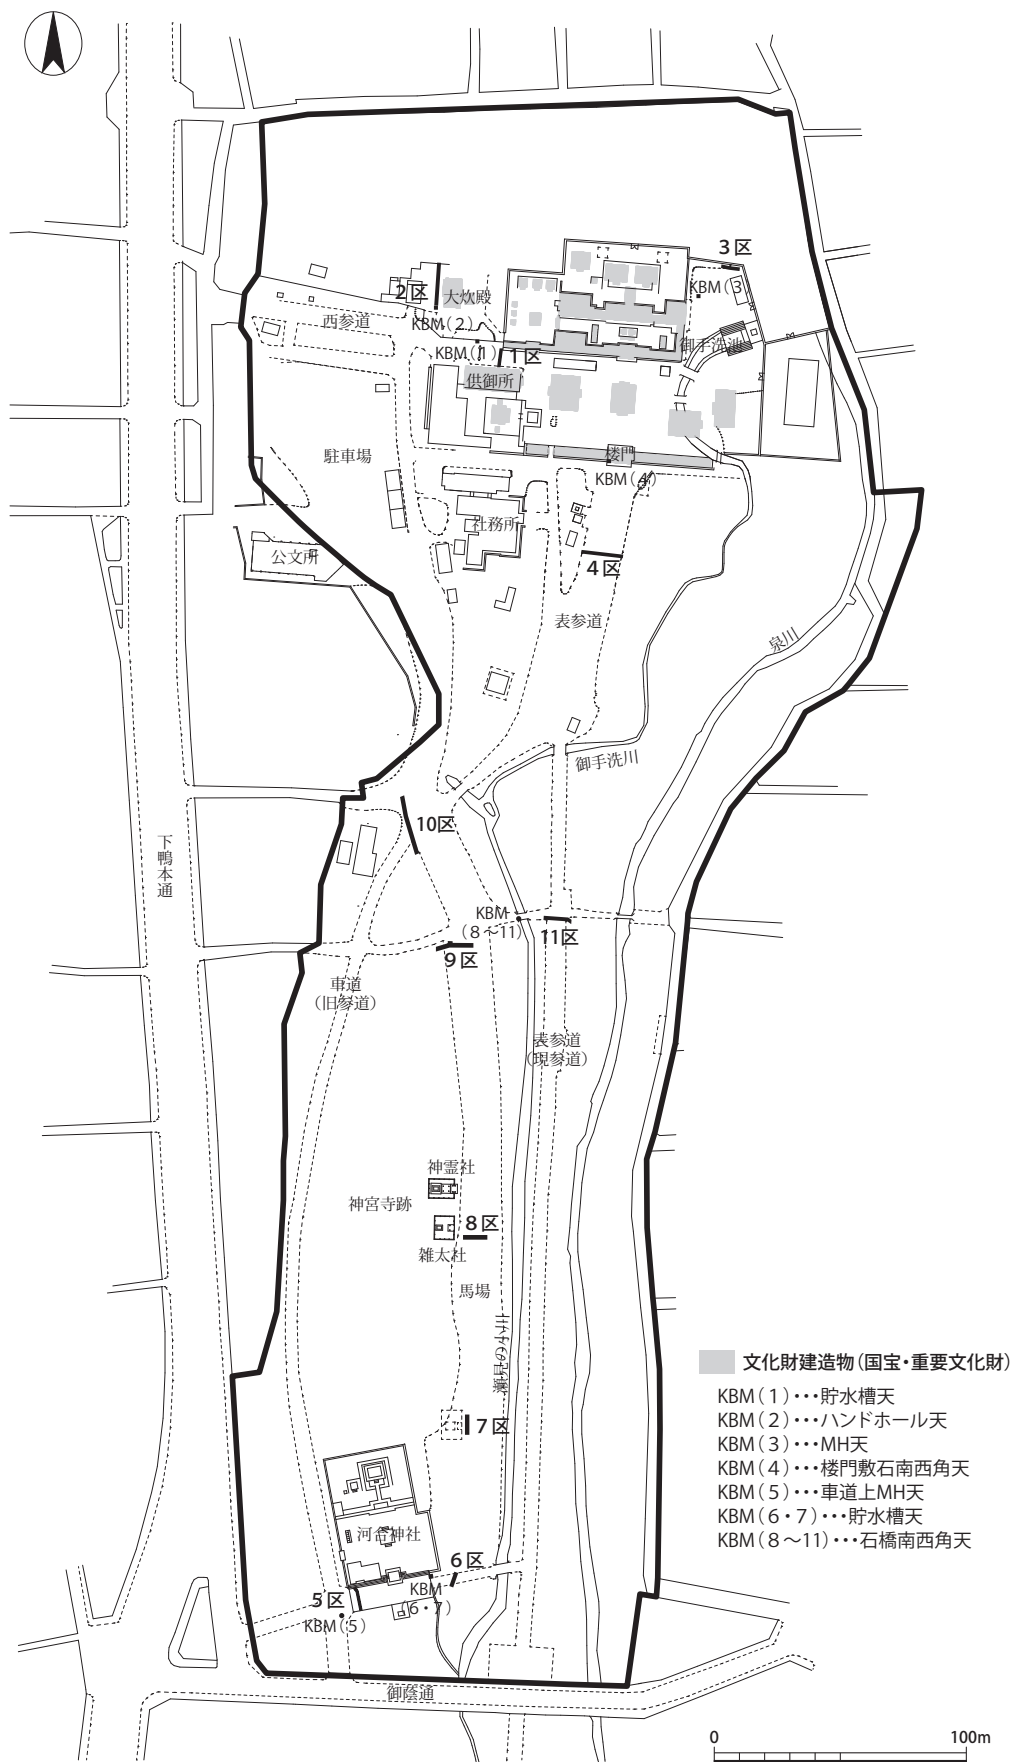 3区
KBM(3
2区
大炊殿
KBM(2)
西参道
KBM(1)
1区
御手洗池
供御所
駐車場
楼門
KBM(4)
社務所
公文所
4区
表参道
泉川
御手洗川
10区
下鴨本通
KBM
(8～11)
11区
9区
車道
(旧参道)
表参道
(現参道)
神霊社
神宮寺跡
8区
雑太社
馬場
7区
河合神社
6区
KBM
(6・7)
5区
KBM(5)
御蔭通
文化財建造物(国宝・重要文化財)
KBM(1)・・・貯水槽天
KBM(2)・・・ハンドホール天
KBM(3)・・・MH天
KBM(4)・・・楼門敷石南西角天
KBM(5)・・・車道上MH天
KBM(6・7)・・・貯水槽天
KBM(8～11)・・・石橋南西角天
0
100m